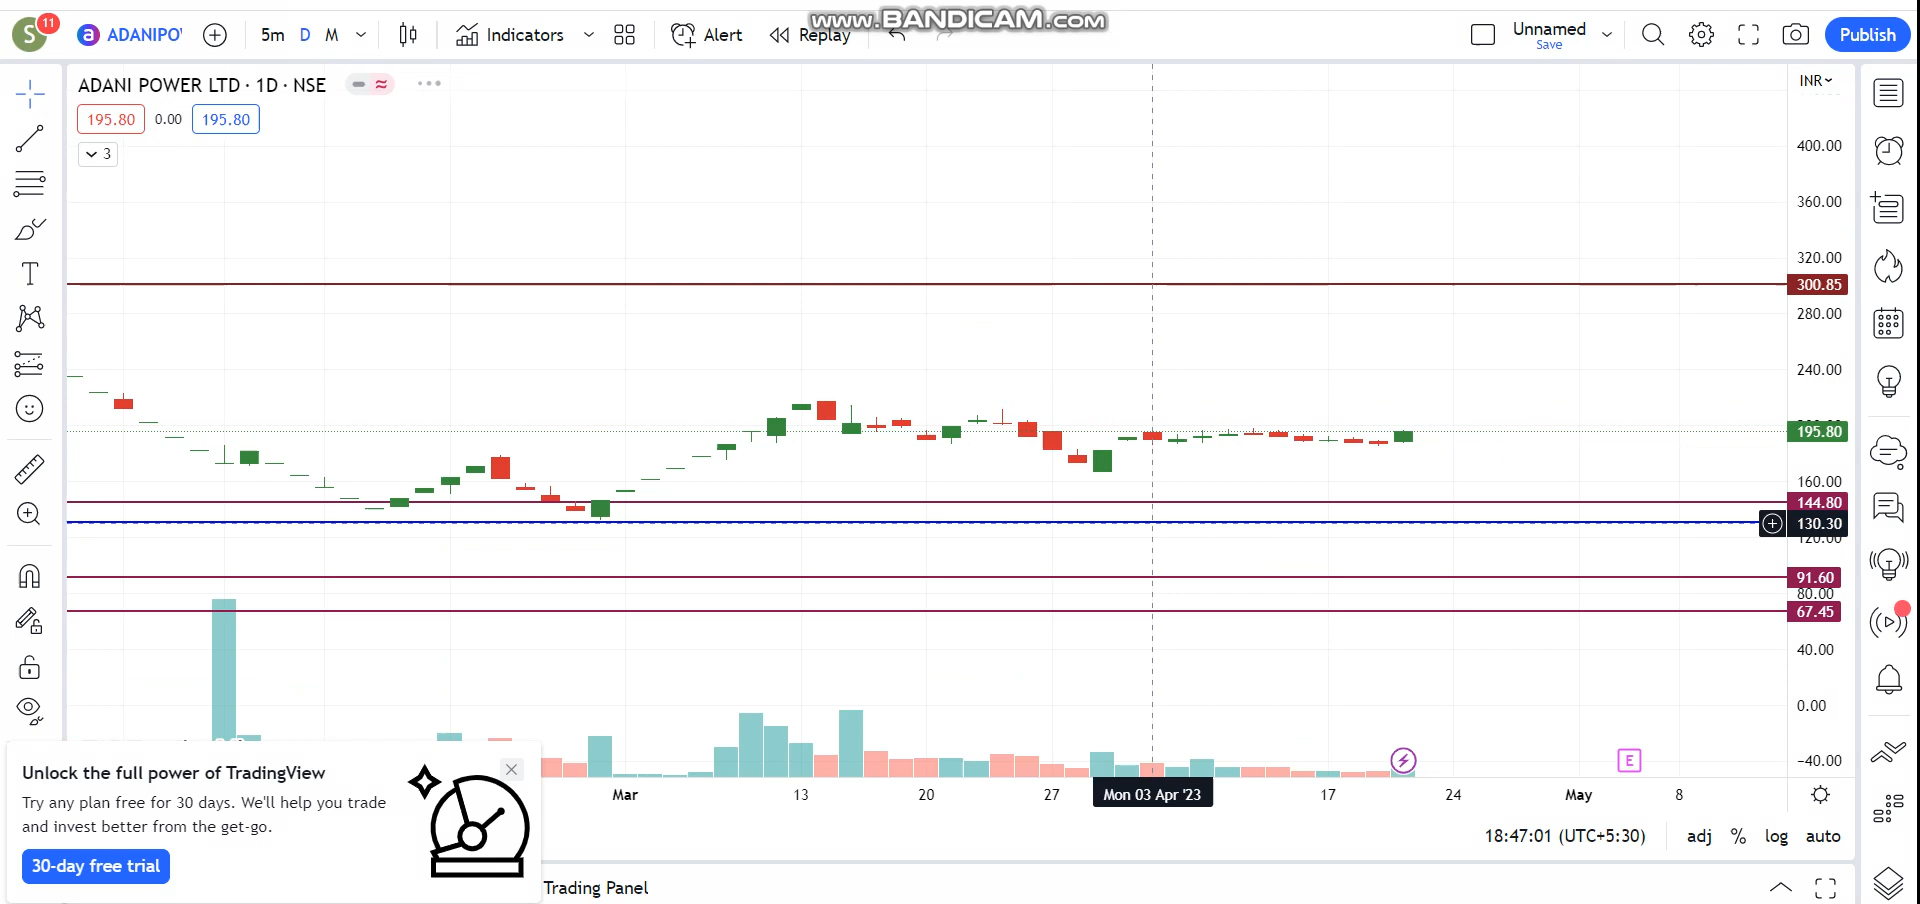 www.BANDICAM.com
S 11 a ADANIPO 5m D M Indicators Alert Replay Unnamed Save Publish
ADANI POWER LTD · 1D · NSE
INR
195.80 0.00 195.80
3
400.00
360.00
320.00
300.85
280.00
240.00
195.80
160.00
144.80
130.30
120.00
91.60
80.00
67.45
40.00
0.00
−40.00
E
Mar 13 20 27 Mon 03 Apr '23 17 24 May 8
Unlock the full power of TradingView
Try any plan free for 30 days. We'll help you trade
and invest better from the get-go.
30-day free trial
18:47:01 (UTC+5:30) adj % log auto
Trading Panel